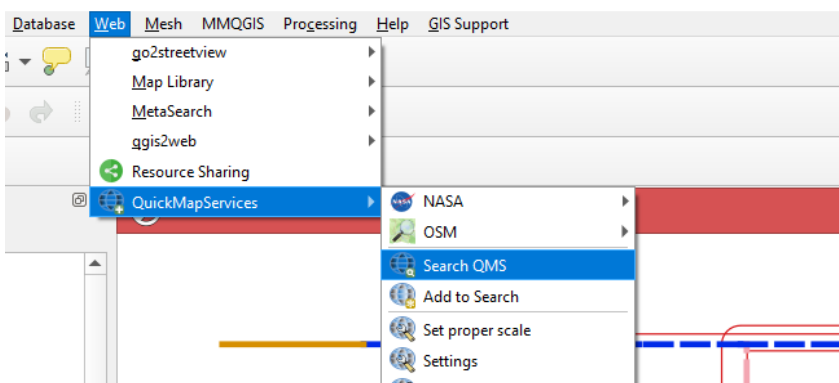 Database Web Mesh MMQGIS Processing Help GIS Support
go2streetview
Map Library
MetaSearch
qgis2web
Resource Sharing
QuickMapServices
NASA
OSM
Search QMS
Add to Search
Set proper scale
Settings